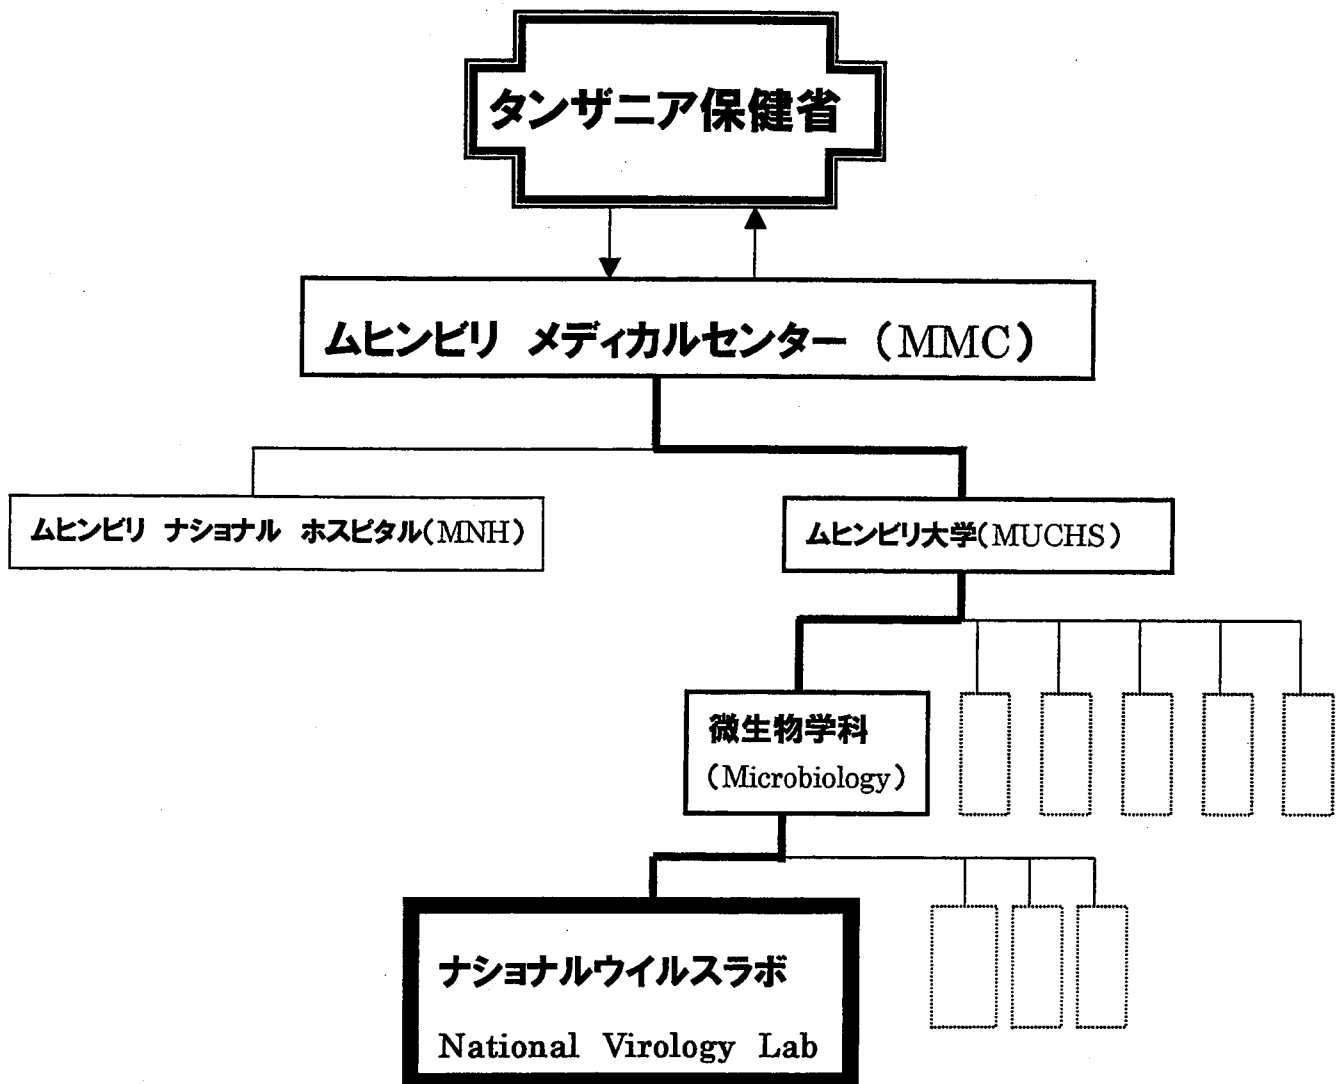 タンザニア保健省
ムヒンビリ メディカルセンター (MMC)
ムヒンビリ ナショナル ホスピタル(MNH)
ムヒンビリ大学(MUCHS)
微生物学科
(Microbiology)
ナショナルウイルスラボ
National Virology Lab